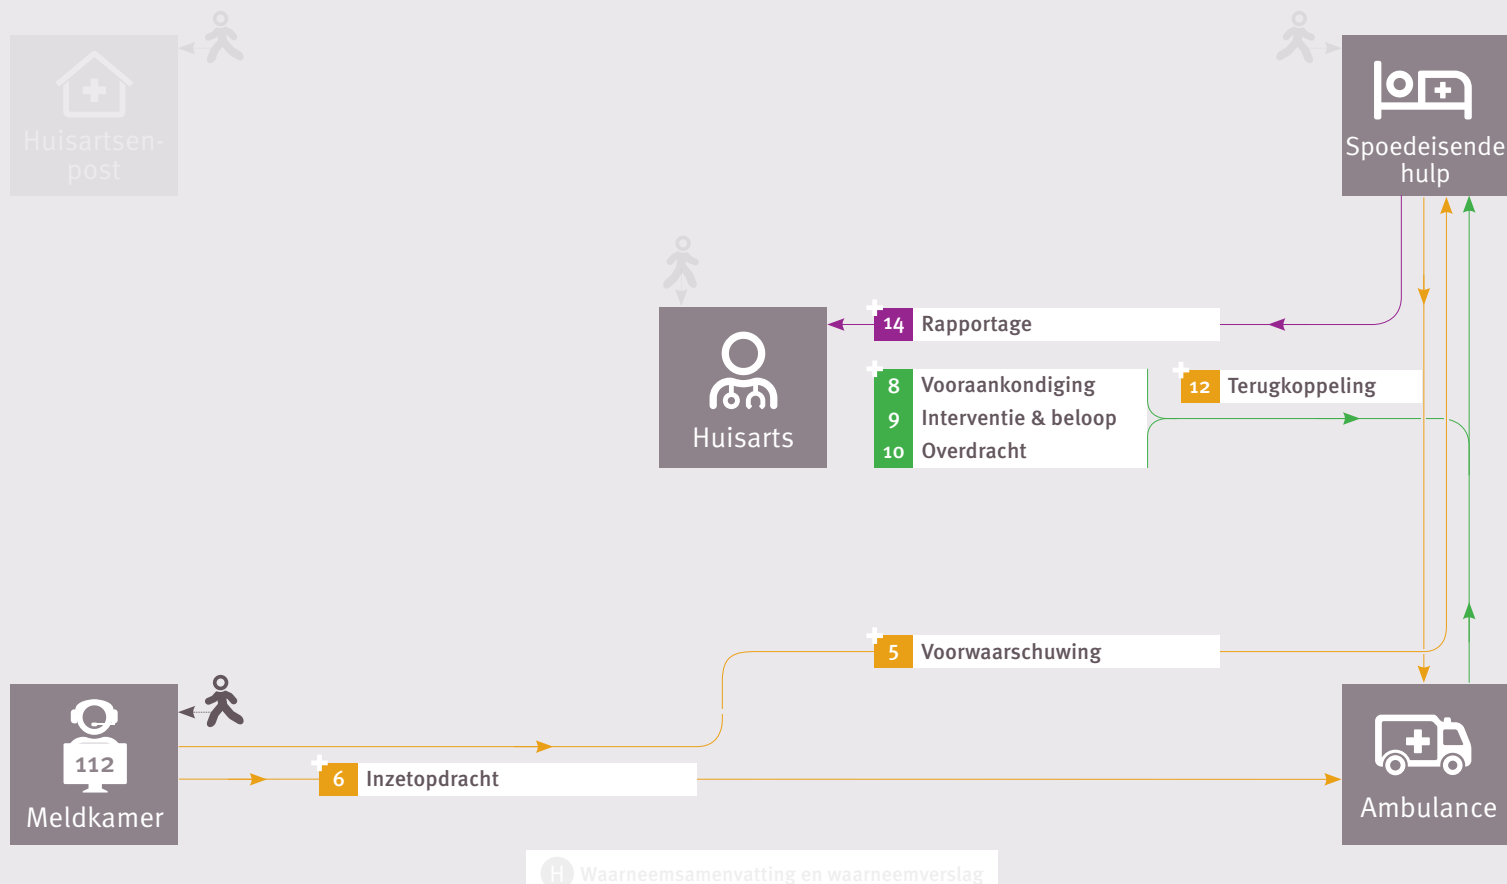 Huisartsen-
post
Spoedeisende
hulp
14 Rapportage
Huisarts
8 Vooraankondiging
9 Interventie & beloop
10 Overdracht
12 Terugkoppeling
5 Voorwaarschuwing
112
Meldkamer
6 Inzetopdracht
Ambulance
H Waarneemsamenvatting en waarneemverslag